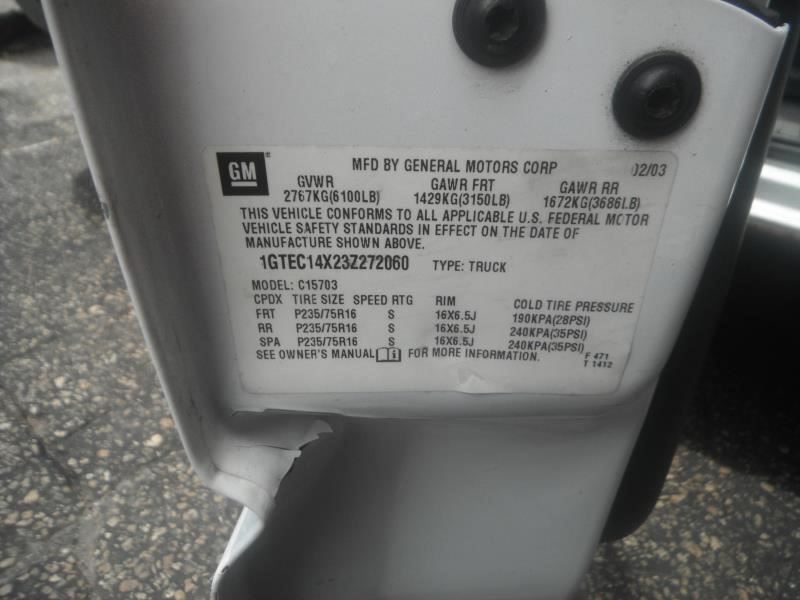 GM
MFD BY GENERAL MOTORS CORP 02/03
GVWR GAWR FRT GAWR RR
2767KG(6100LB) 1429KG(3150LB) 1672KG(3686LB)
THIS VEHICLE CONFORMS TO ALL APPLICABLE U.S. FEDERAL MOTOR
VEHICLE SAFETY STANDARDS IN EFFECT ON THE DATE OF
MANUFACTURE SHOWN ABOVE.
1GTEC14X23Z272060 TYPE: TRUCK
MODEL: C15703
CPDX TIRE SIZE SPEED RTG RIM COLD TIRE PRESSURE
FRT P235/75R16 S 16X6.5J 190KPA(28PSI)
RR P235/75R16 S 16X6.5J 240KPA(35PSI)
SPA P235/75R16 S 16X6.5J 240KPA(35PSI)
SEE OWNER'S MANUAL FOR MORE INFORMATION.
F 471
T 1412